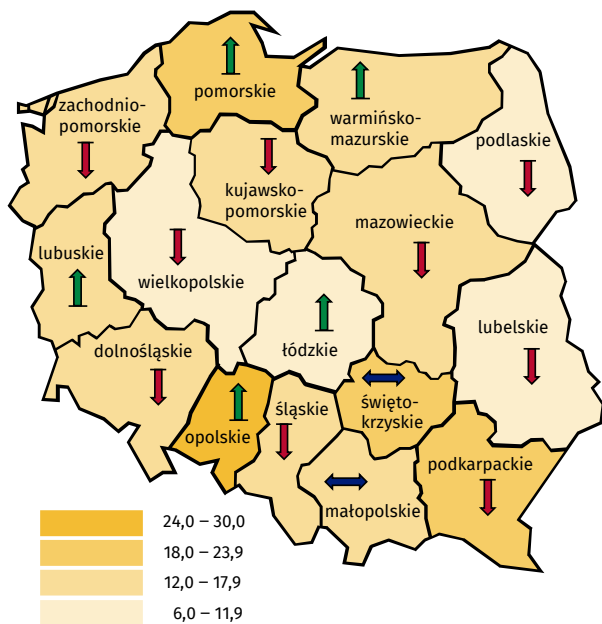 pomorskie
zachodnio-
pomorskie
warmińsko-
mazurskie
podlaskie
kujawsko-
pomorskie
mazowieckie
lubuskie
wielkopolskie
łódzkie
lubelskie
dolnośląskie
opolskie
śląskie
święto-
krzyskie
małopolskie
podkarpackie
24,0 – 30,0
18,0 – 23,9
12,0 – 17,9
6,0 – 11,9